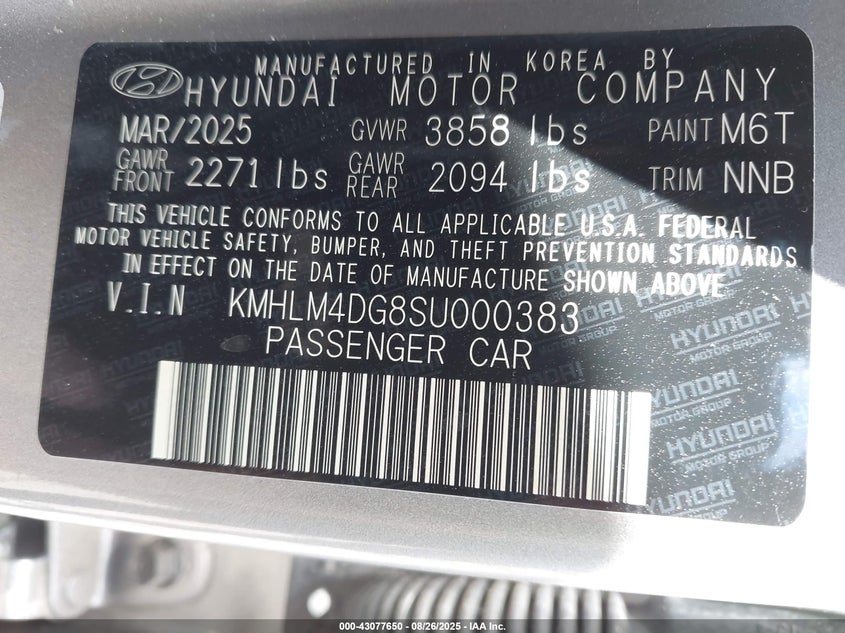 MANUFACTURED IN KOREA BY
HYUNDAI MOTOR COMPANY
MAR/2025 GVWR 3858 lbs PAINT M6T
GAWR FRONT 2271 lbs GAWR REAR 2094 lbs TRIM NNB
THIS VEHICLE CONFORMS TO ALL APPLICABLE U.S.A. FEDERAL
MOTOR VEHICLE SAFETY, BUMPER, AND THEFT PREVENTION STANDARDS
IN EFFECT ON THE DATE OF MANUFACTURE SHOWN ABOVE
V.I.N KMHLM4DG8SU000383
PASSENGER CAR
HYUNDAI
MOTOR GROUP
000-43077650 - 08/26/2025 - IAA Inc.